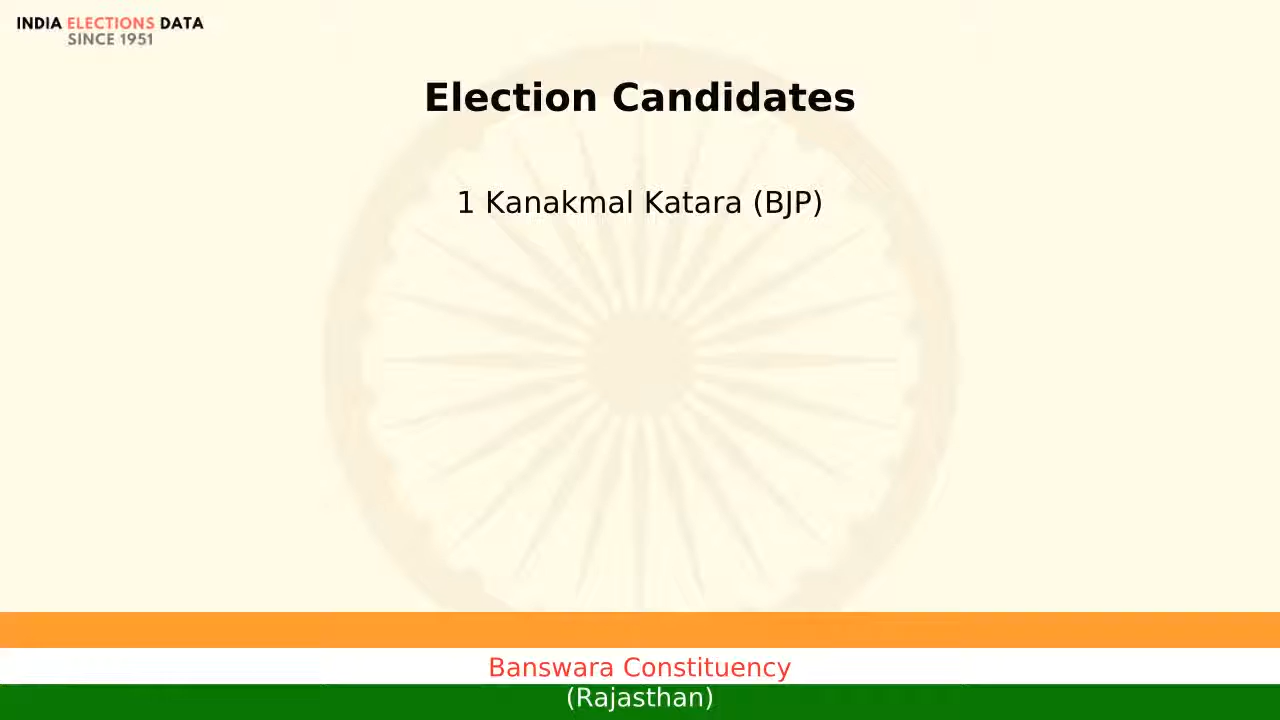 INDIA ELECTIONS DATA
SINCE 1951
Election Candidates
1 Kanakmal Katara (BJP)
Banswara Constituency
(Rajasthan)